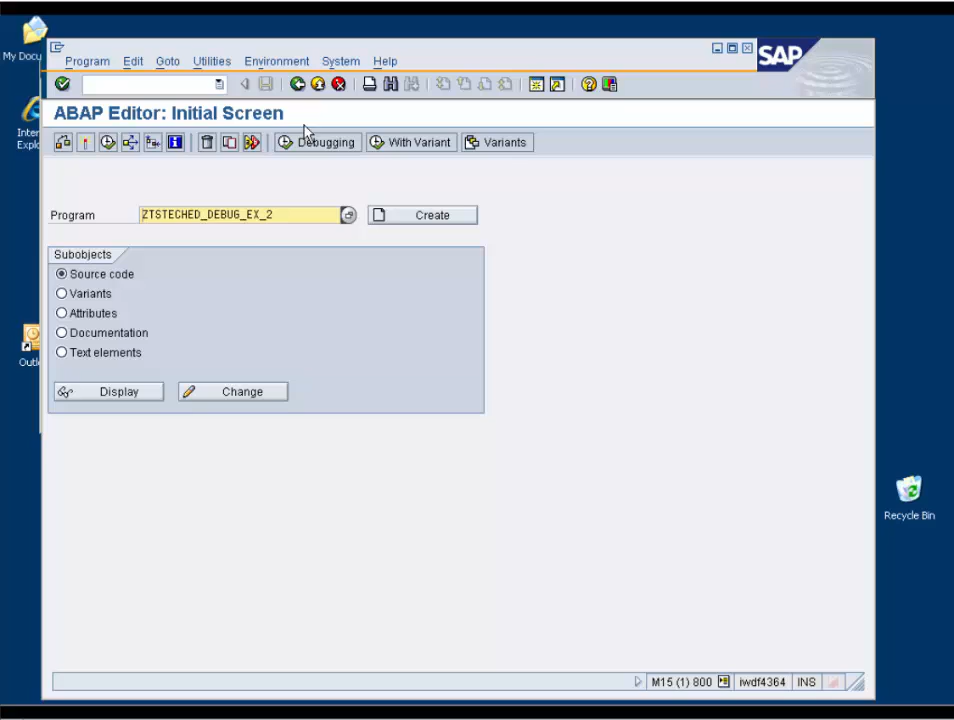 My Docu
Program Edit Goto Utilities Environment System Help
SAP
ABAP Editor: Initial Screen
Inter
Explo
Debugging With Variant Variants
Program ZTSTECHED_DEBUG_EX_2 Create
Subobjects
Source code
Variants
Attributes
Documentation
Text elements
Outlo
Display Change
Recycle Bin
M15 (1) 800 iwdf4364 INS